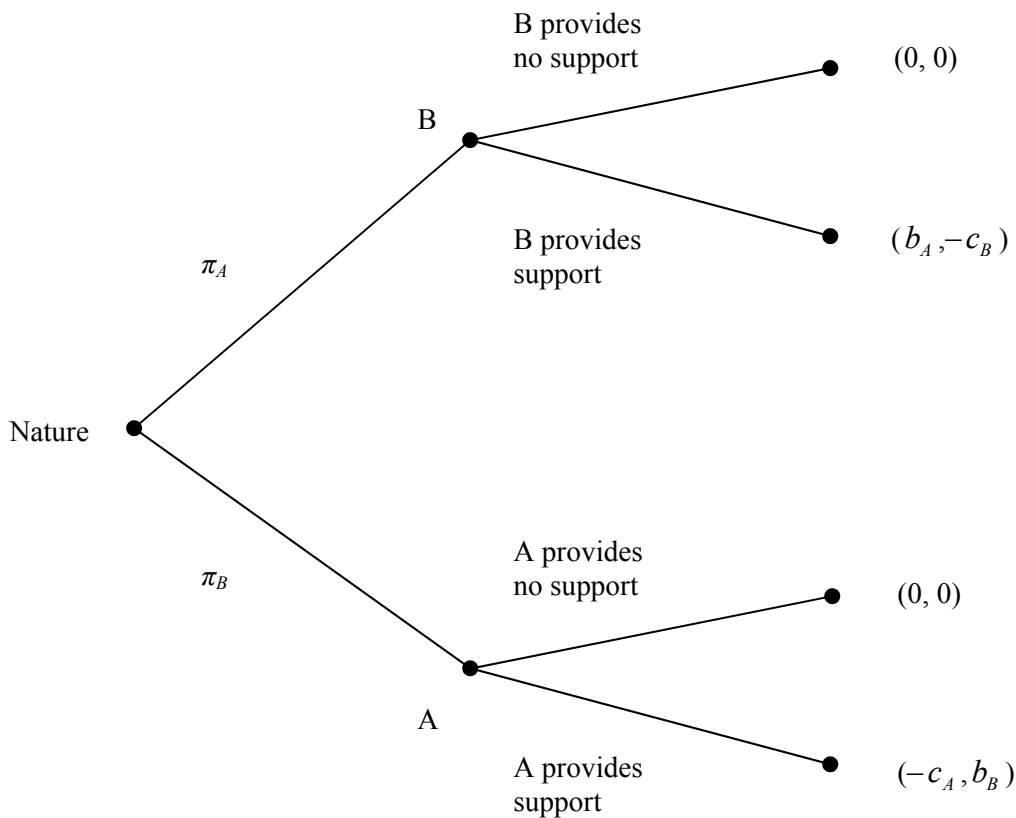 B provides
no support
(0, 0)
B
B provides
support
(b_A, -c_B)
π_A
Nature
A provides
no support
(0, 0)
π_B
A
A provides
support
(-c_A, b_B)